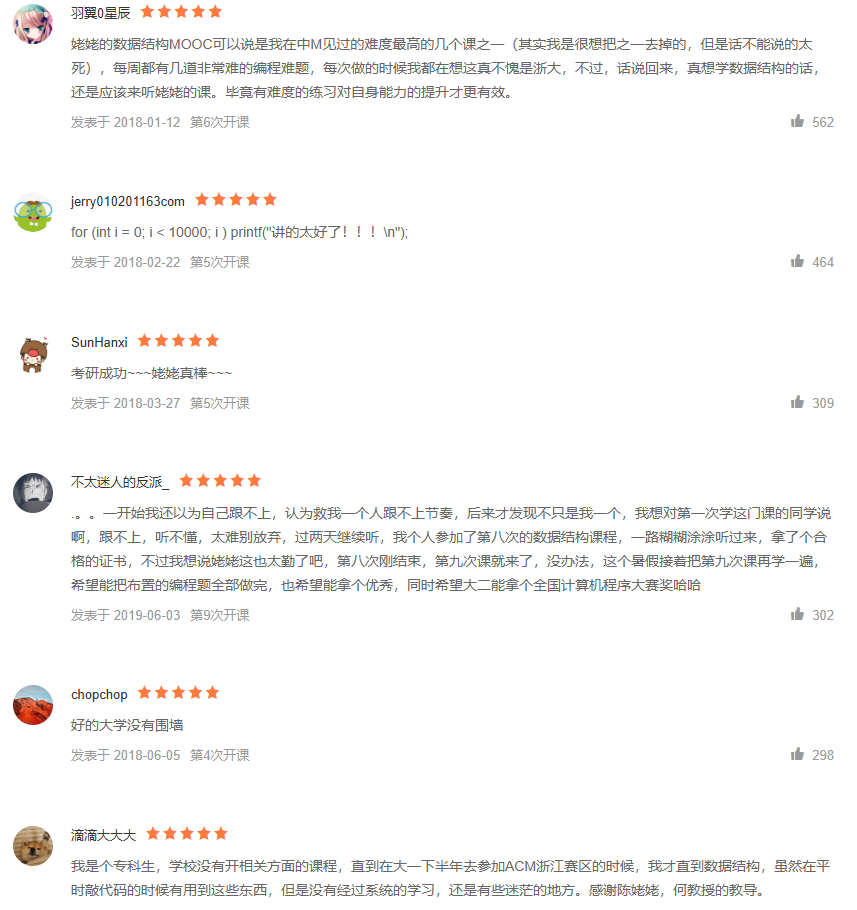 羽翼0星辰
姥姥的数据结构MOOC可以说是我在中M见过的难度最高的几个课之一（其实我是很想把之一去掉的，但是话不能说的太
死），每周都有几道非常难的编程难题，每次做的时候我都在想这真不愧是浙大，不过，话说回来，真想学数据结构的话，
还是应该来听姥姥的课。毕竟有难度的练习对自身能力的提升才更有效。
发表于 2018-01-12 第6次开课 562
jerry010201163com
for (int i = 0; i < 10000; i ) printf("讲的太好了！！！\n");
发表于 2018-02-22 第5次开课 464
SunHanxi
考研成功~~~姥姥真棒~~~
发表于 2018-03-27 第5次开课 309
不太迷人的反派_
.。。一开始我还以为自己跟不上，认为救我一个人跟不上节奏，后来才发现不只是我一个，我想对第一次学这门课的同学说
啊，跟不上，听不懂，太难别放弃，过两天继续听，我个人参加了第八次的数据结构课程，一路糊糊涂涂听过来，拿了个合
格的证书，不过我想说姥姥这也太勤了吧，第八次刚结束，第九次课就来了，没办法，这个暑假接着把第九次课再学一遍，
希望能把布置的编程题全部做完，也希望能拿个优秀，同时希望大二能拿个全国计算机程序大赛奖哈哈
发表于 2019-06-03 第9次开课 302
chopchop
好的大学没有围墙
发表于 2018-06-05 第4次开课 298
滴滴大大大
我是个专科生，学校没有开相关方面的课程，直到在大一下半年去参加ACM浙江赛区的时候，我才直到数据结构，虽然在平
时敲代码的时候有用到这些东西，但是没有经过系统的学习，还是有些迷茫的地方。感谢陈姥姥，何教授的教导。